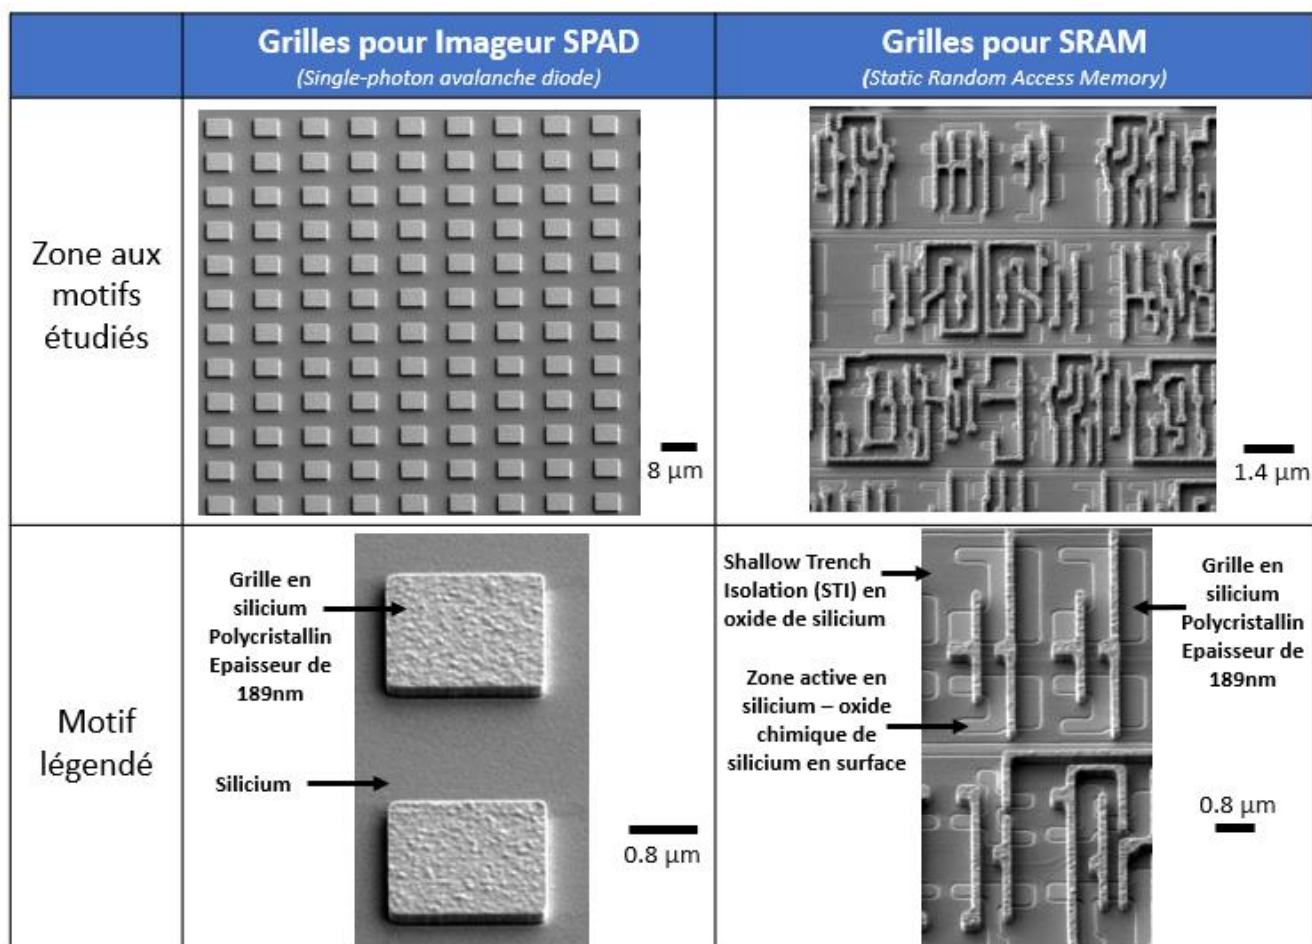 Grilles pour Imageur SPAD
(Single-photon avalanche diode)
Grilles pour SRAM
(Static Random Access Memory)
Zone aux
motifs
étudiés
8 µm
1.4 µm
Motif
légendé
Grille en
silicium
Polycristallin
Epaisseur de
189nm
Silicium
0.8 µm
Shallow Trench
Isolation (STI) en
oxide de silicium
Zone active en
silicium – oxide
chimique de
silicium en surface
Grille en
silicium
Polycristallin
Epaisseur de
189nm
0.8 µm